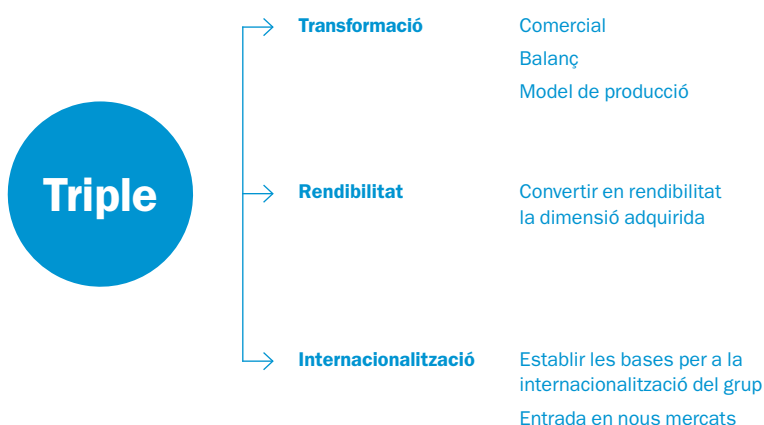 Triple
Transformació
Comercial
Balanç
Model de producció
Rendibilitat
Convertir en rendibilitat
la dimensió adquirida
Internacionalització
Establir les bases per a la
internacionalització del grup
Entrada en nous mercats